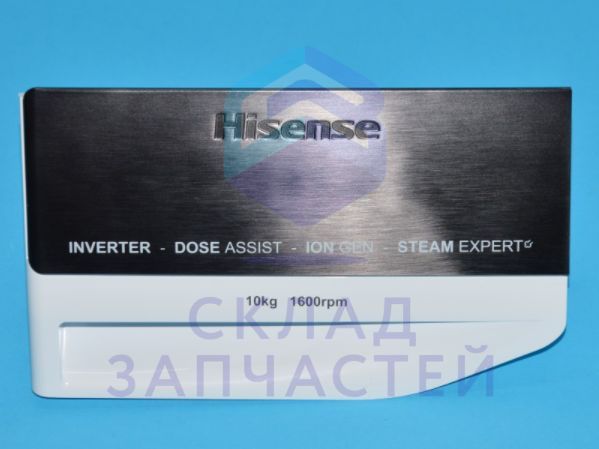 Hisense
INVERTER - DOSE ASSIST - ION GEN - STEAM EXPERT
10kg 1600rpm
СКЛАД
ЗАПЧАСТЕЙ